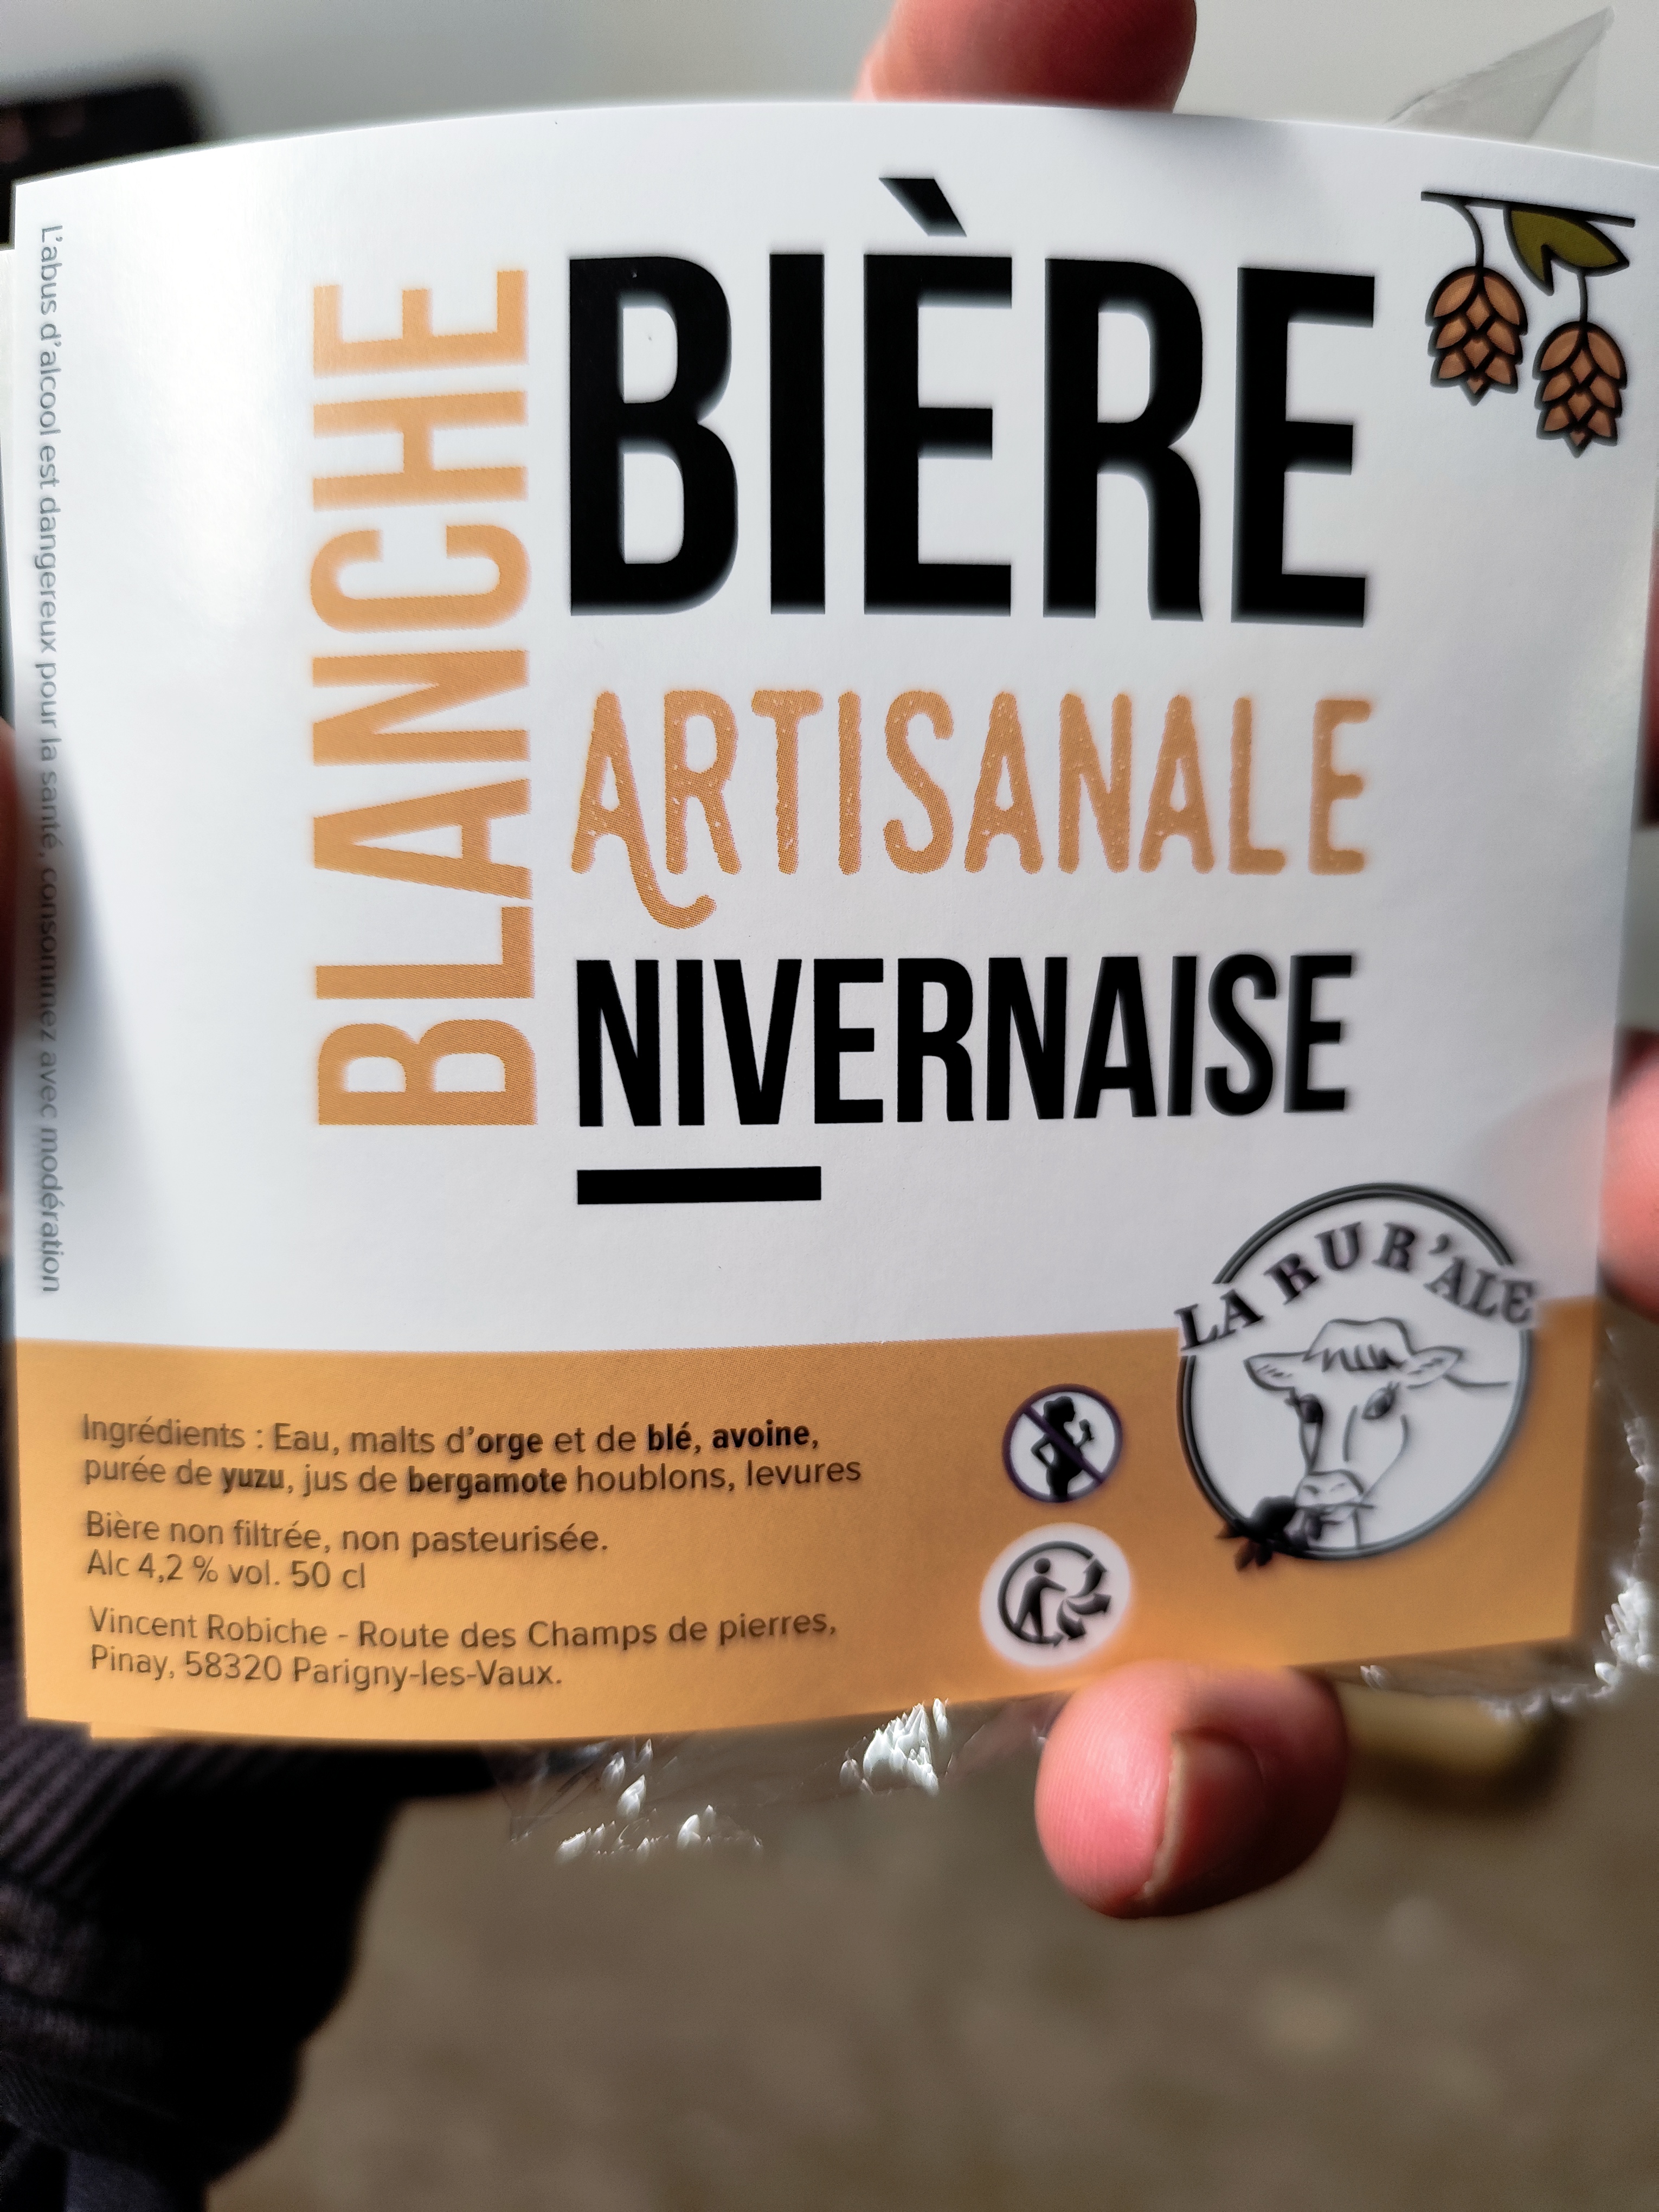 L'abus d'alcool est dangereux pour la santé, consommez avec modération
BLANCHE
BIÈRE
ARTISANALE
NIVERNAISE
LA RUR'ALE
Ingrédients : Eau, malts d'orge et de blé, avoine,
purée de yuzu, jus de bergamote houblons, levures
Bière non filtrée, non pasteurisée.
Alc 4,2 % vol. 50 cl
Vincent Robiche - Route des Champs de pierres,
Pinay, 58320 Parigny-les-Vaux.